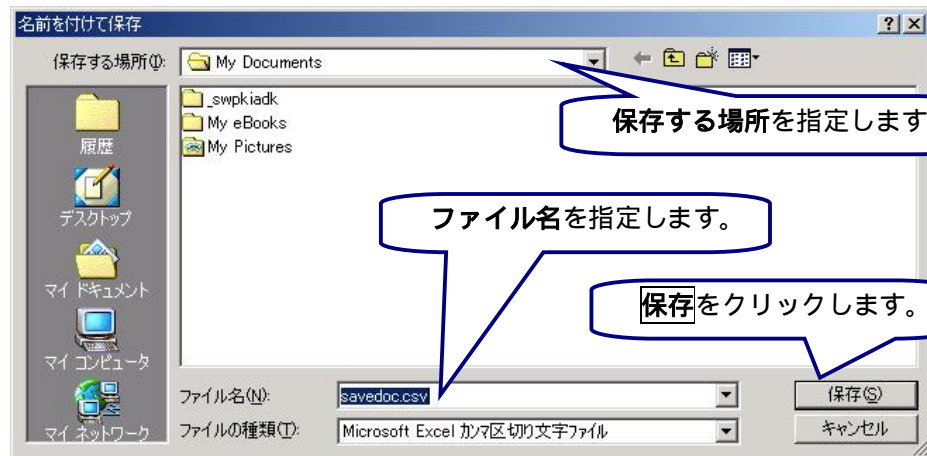 名前を付けて保存
保存する場所(I):
My Documents
_swpkiadk
My eBooks
My Pictures
保存する場所を指定します
履歴
デスクトップ
ファイル名を指定します。
マイ ドキュメント
保存をクリックします。
マイ コンピュータ
ファイル名(N):
savedoc.csv
保存(S)
マイ ネットワーク
ファイルの種類(T):
Microsoft Excel カンマ区切り文字ファイル
キャンセル